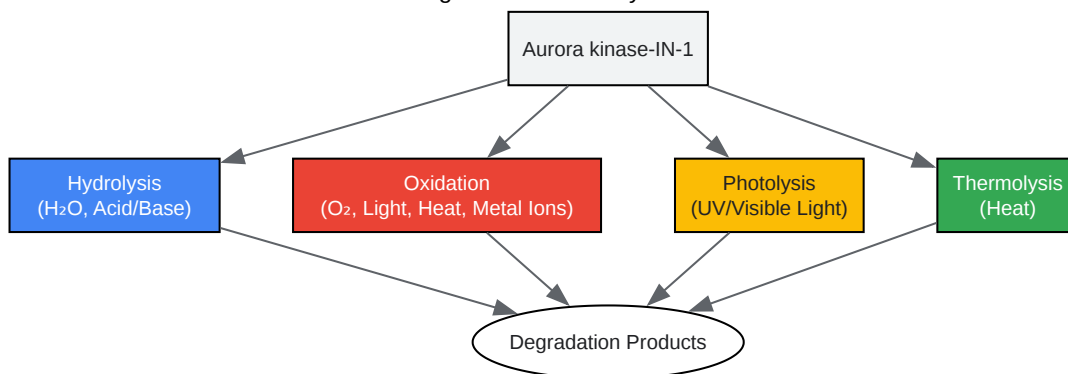 Aurora kinase-IN-1
Hydrolysis
(H₂O, Acid/Base)
Oxidation
(O₂, Light, Heat, Metal Ions)
Photolysis
(UV/Visible Light)
Thermolysis
(Heat)
Degradation Products